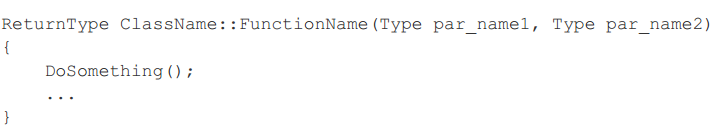 ReturnType ClassName::FunctionName(Type par_name1, Type par_name2)
{
    DoSomething();
    ...
}